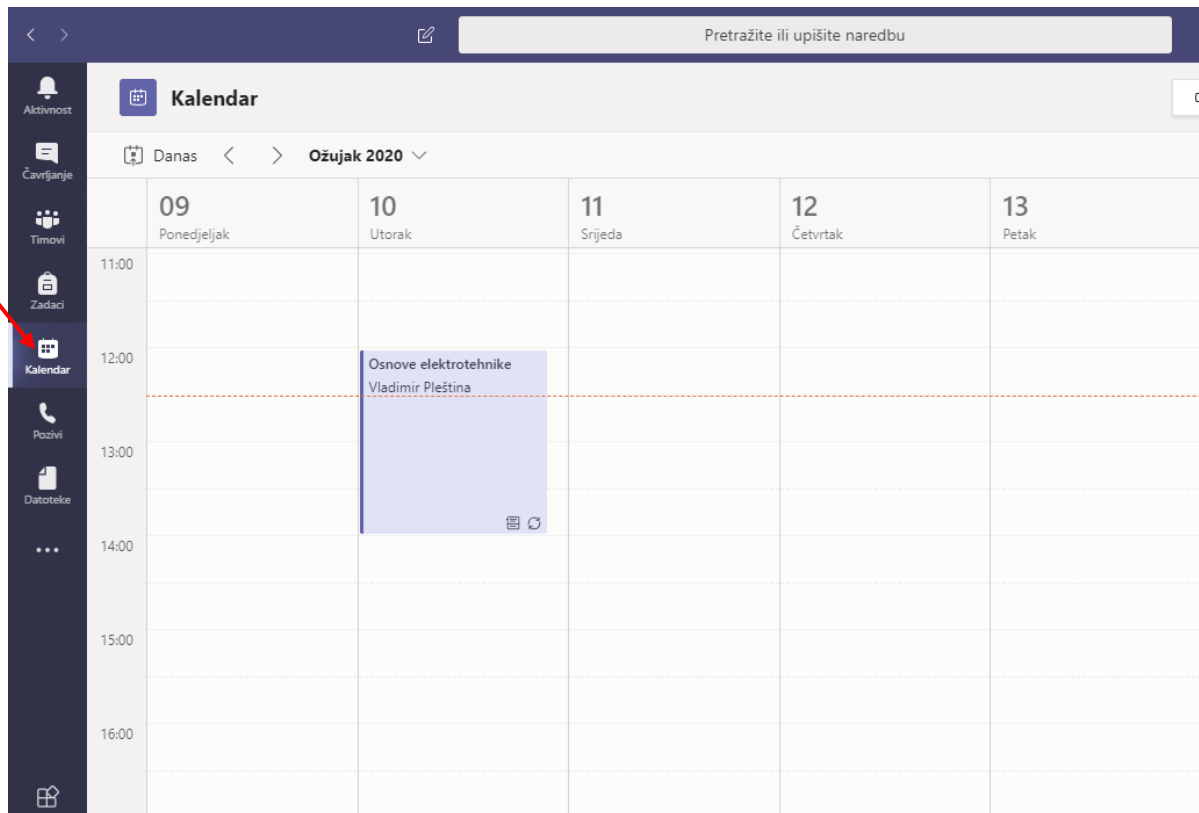 Pretražite ili upišite naredbu
Aktivnost
Čavrljanje
Timovi
Zadaci
Kalendar
Pozivi
Datoteke
Kalendar
Danas
Ožujak 2020
09
Ponedjeljak
10
Utorak
11
Srijeda
12
Četvrtak
13
Petak
11:00
12:00
Osnove elektrotehnike
Vladimir Pleština
13:00
14:00
15:00
16:00